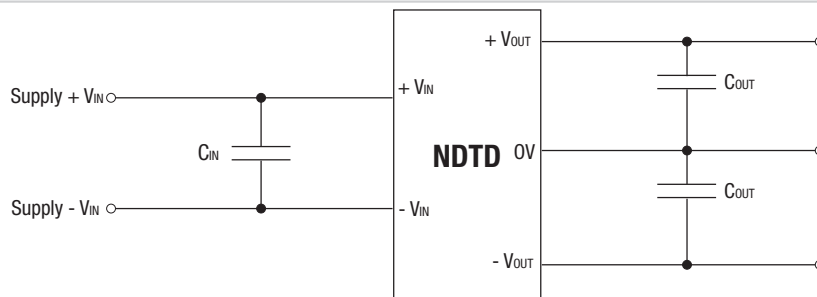 + VOUT
Supply + VIN
+ VIN
COUT
CIN
NDTD 0V
Supply - VIN
- VIN
COUT
- VOUT